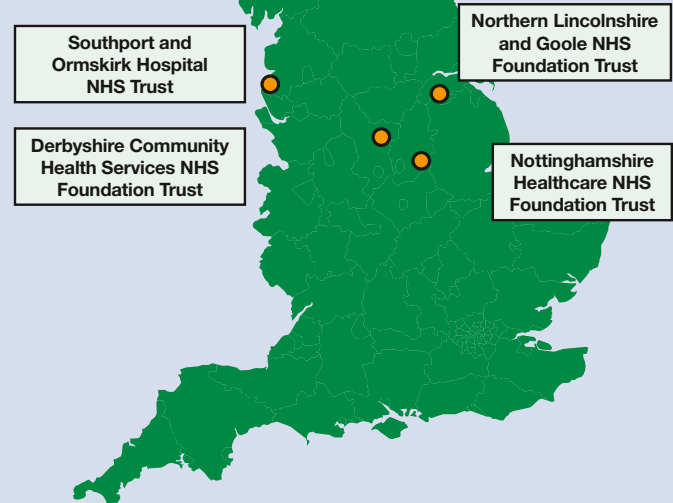 Southport and
Ormskirk Hospital
NHS Trust
Northern Lincolnshire
and Goole NHS
Foundation Trust
Derbyshire Community
Health Services NHS
Foundation Trust
Nottinghamshire
Healthcare NHS
Foundation Trust